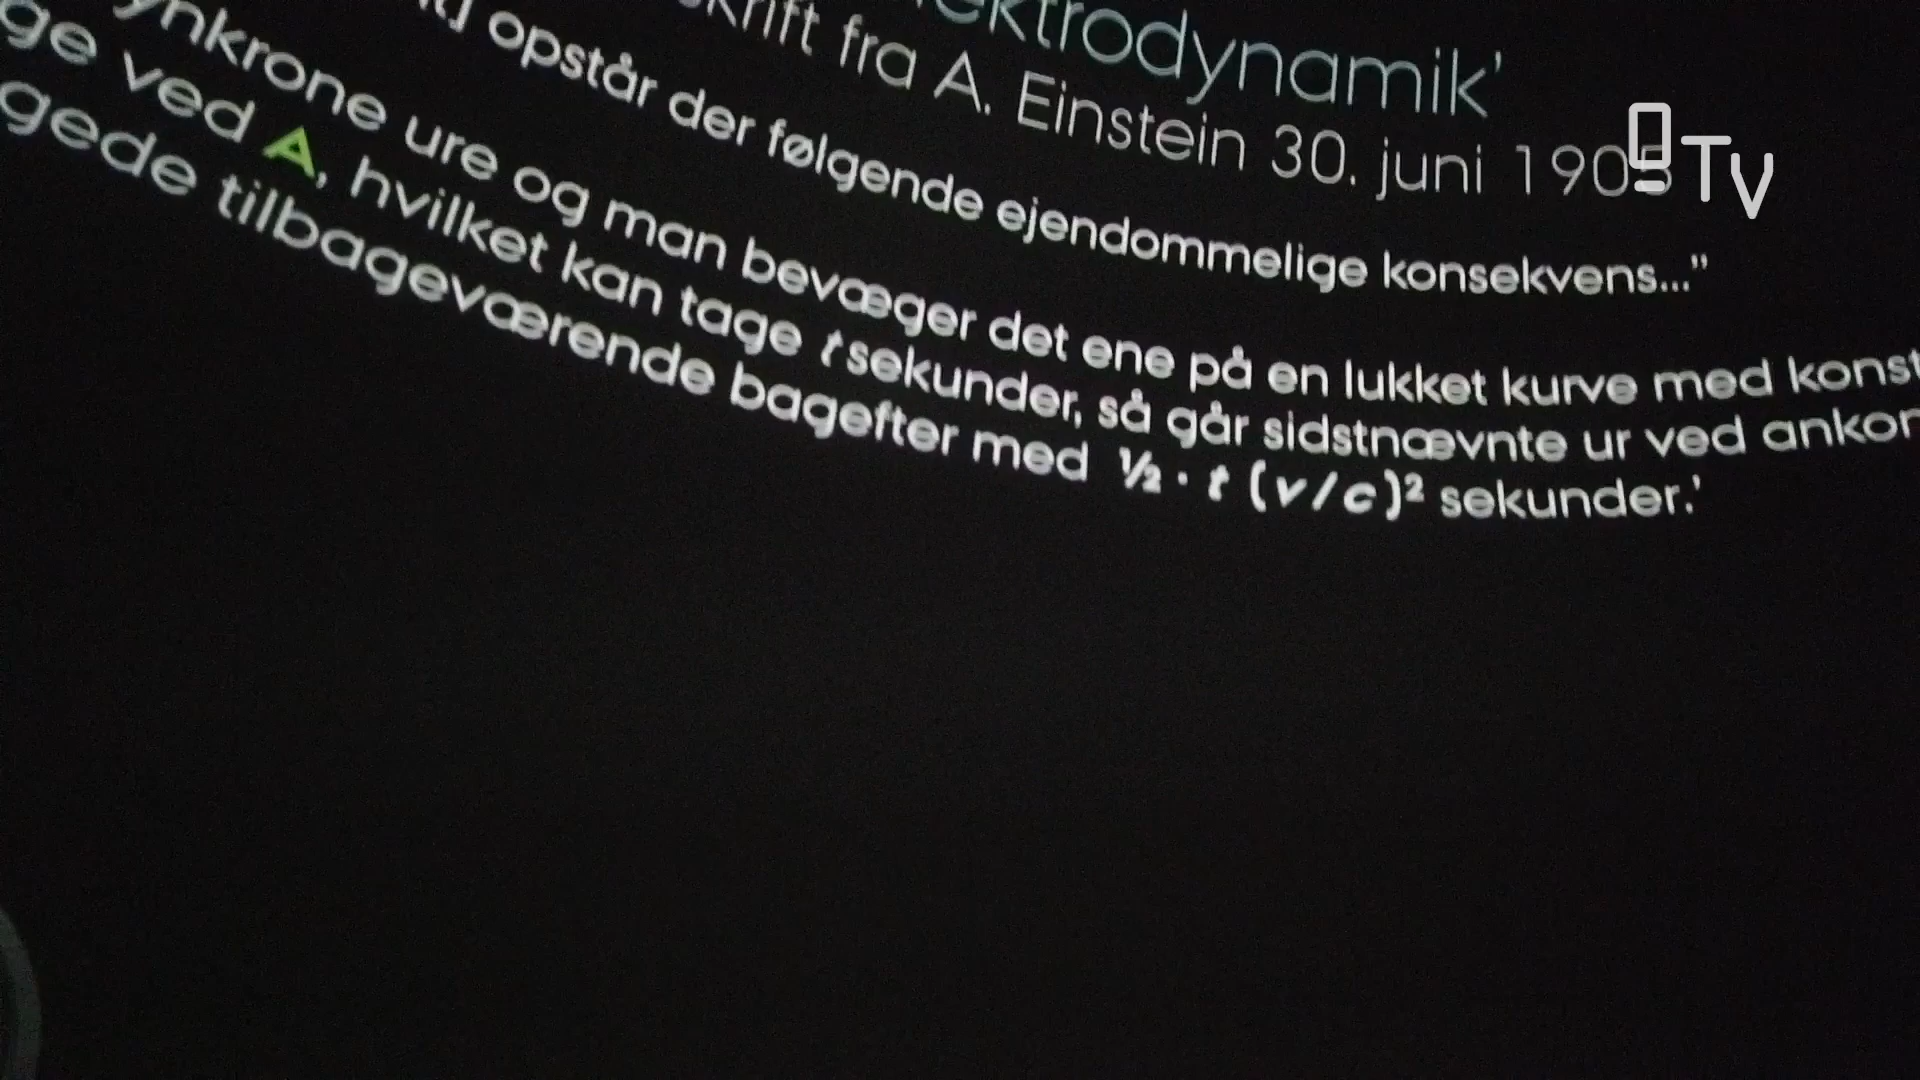 ektrodynamik'
krift fra A. Einstein 30. juni 1905
opstår der følgende ejendommelige konsekvens..."
ynkrone ure og man bevæger det ene på en lukket kurve med konst
ge ved A, hvilket kan tage t sekunder, så går sidstnævnte ur ved ankom
gede tilbageværende bagefter med ½ · t (v/c)² sekunder.'
TV